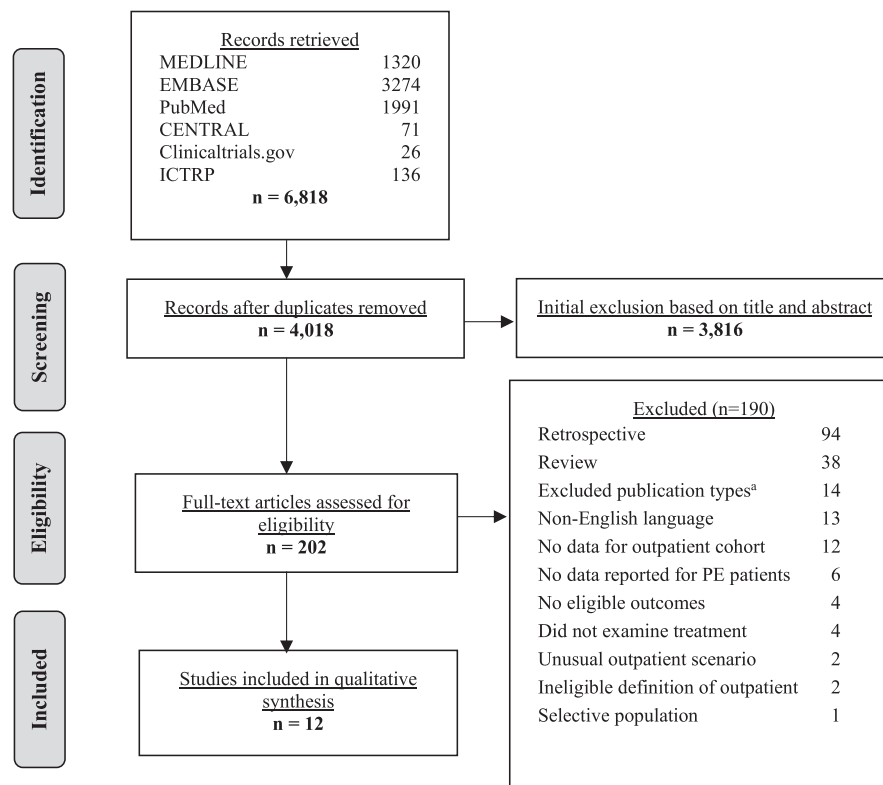 Identification
Records retrieved
MEDLINE 1320
EMBASE 3274
PubMed 1991
CENTRAL 71
Clinicaltrials.gov 26
ICTRP 136
n = 6,818
Screening
Records after duplicates removed
n = 4,018
Initial exclusion based on title and abstract
n = 3,816
Eligibility
Full-text articles assessed for
eligibility
n = 202
Excluded (n=190)
Retrospective 94
Review 38
Excluded publication typesᵃ 14
Non-English language 13
No data for outpatient cohort 12
No data reported for PE patients 6
No eligible outcomes 4
Did not examine treatment 4
Unusual outpatient scenario 2
Ineligible definition of outpatient 2
Selective population 1
Included
Studies included in qualitative
synthesis
n = 12